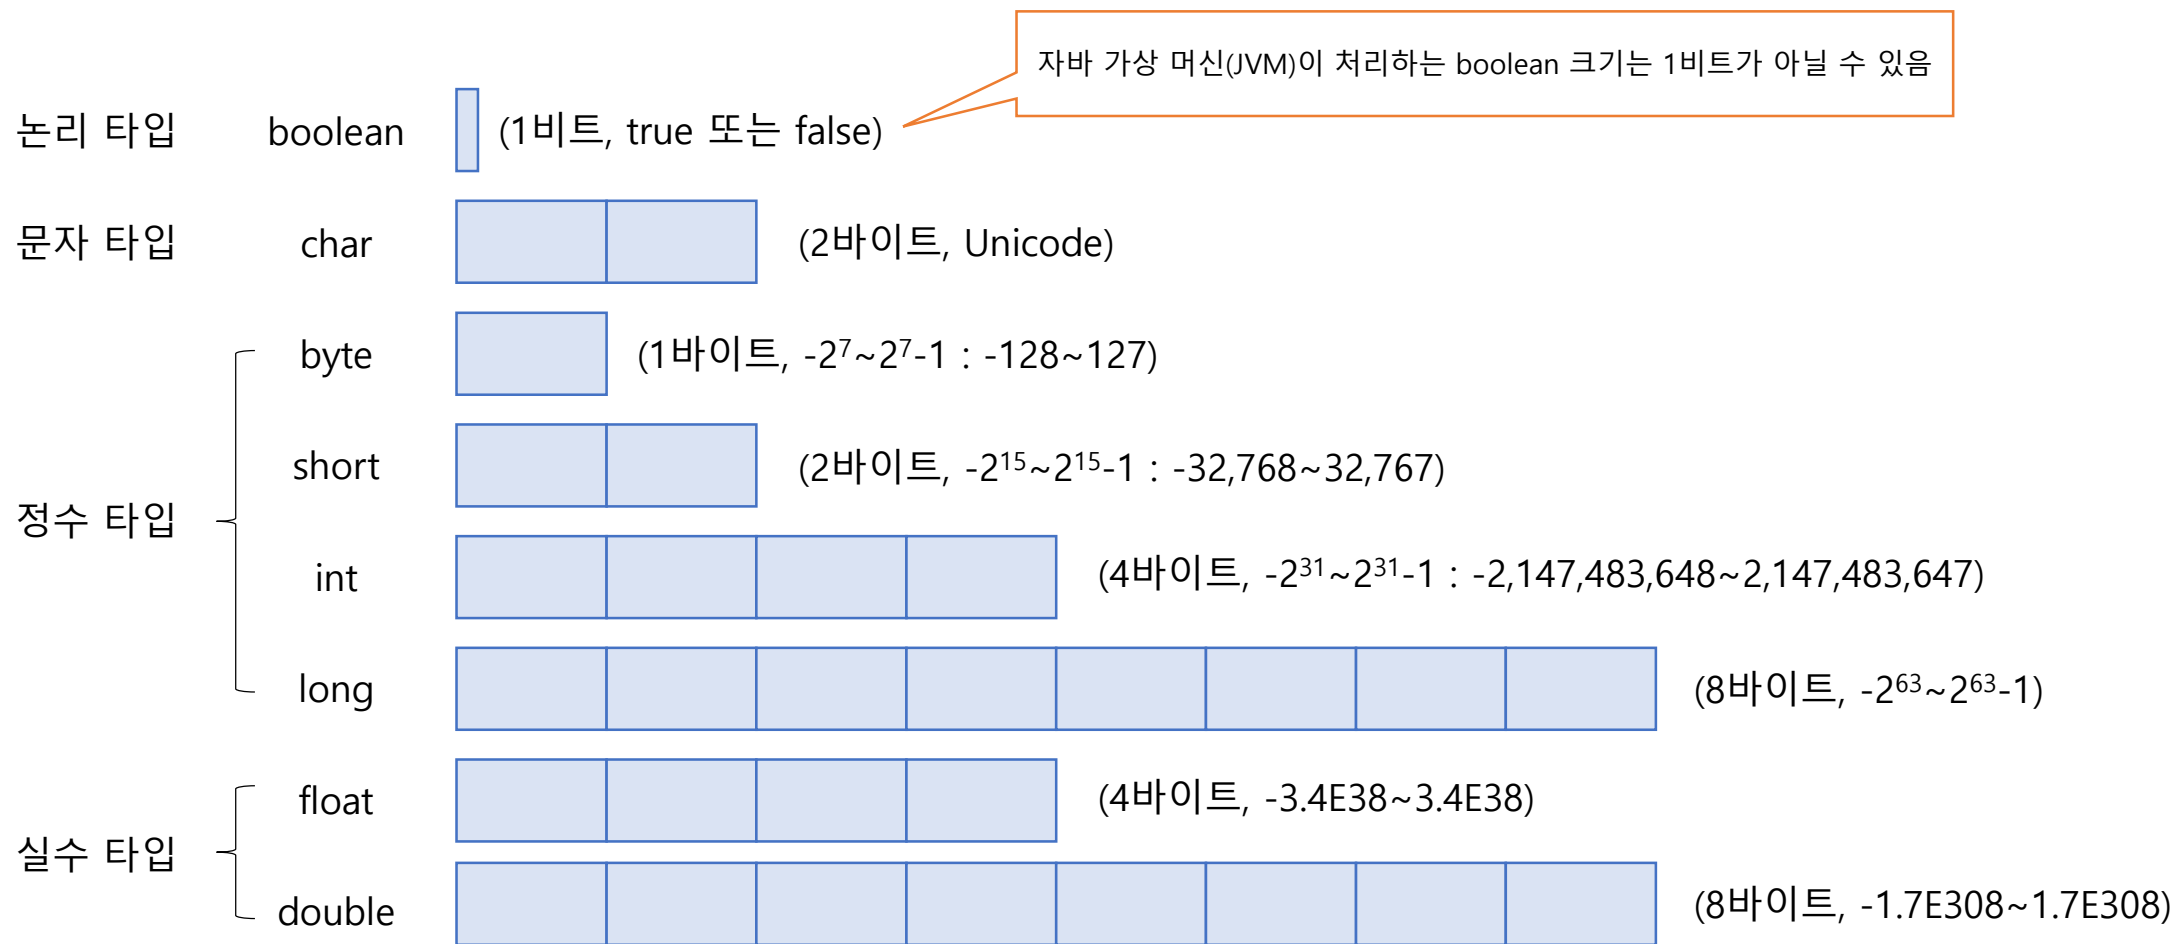 자바 가상 머신(JVM)이 처리하는 boolean 크기는 1비트가 아닐 수 있음
논리 타입 boolean (1비트, true 또는 false)
문자 타입 char (2바이트, Unicode)
byte (1바이트, -2⁷~2⁷-1 : -128~127)
short (2바이트, -2¹⁵~2¹⁵-1 : -32,768~32,767)
정수 타입
int (4바이트, -2³¹~2³¹-1 : -2,147,483,648~2,147,483,647)
long (8바이트, -2⁶³~2⁶³-1)
float (4바이트, -3.4E38~3.4E38)
실수 타입
double (8바이트, -1.7E308~1.7E308)